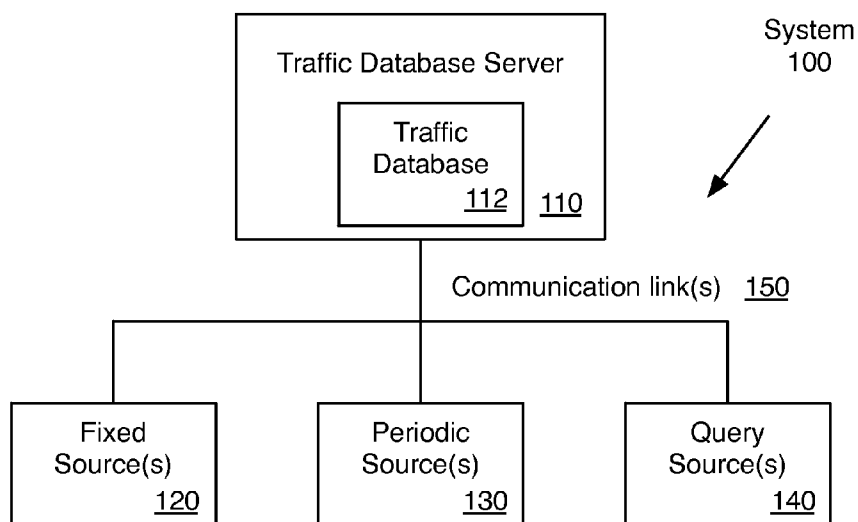 System
100
Traffic Database Server
Traffic
Database
112
110
Communication link(s) 150
Fixed
Source(s)
120
Periodic
Source(s)
130
Query
Source(s)
140